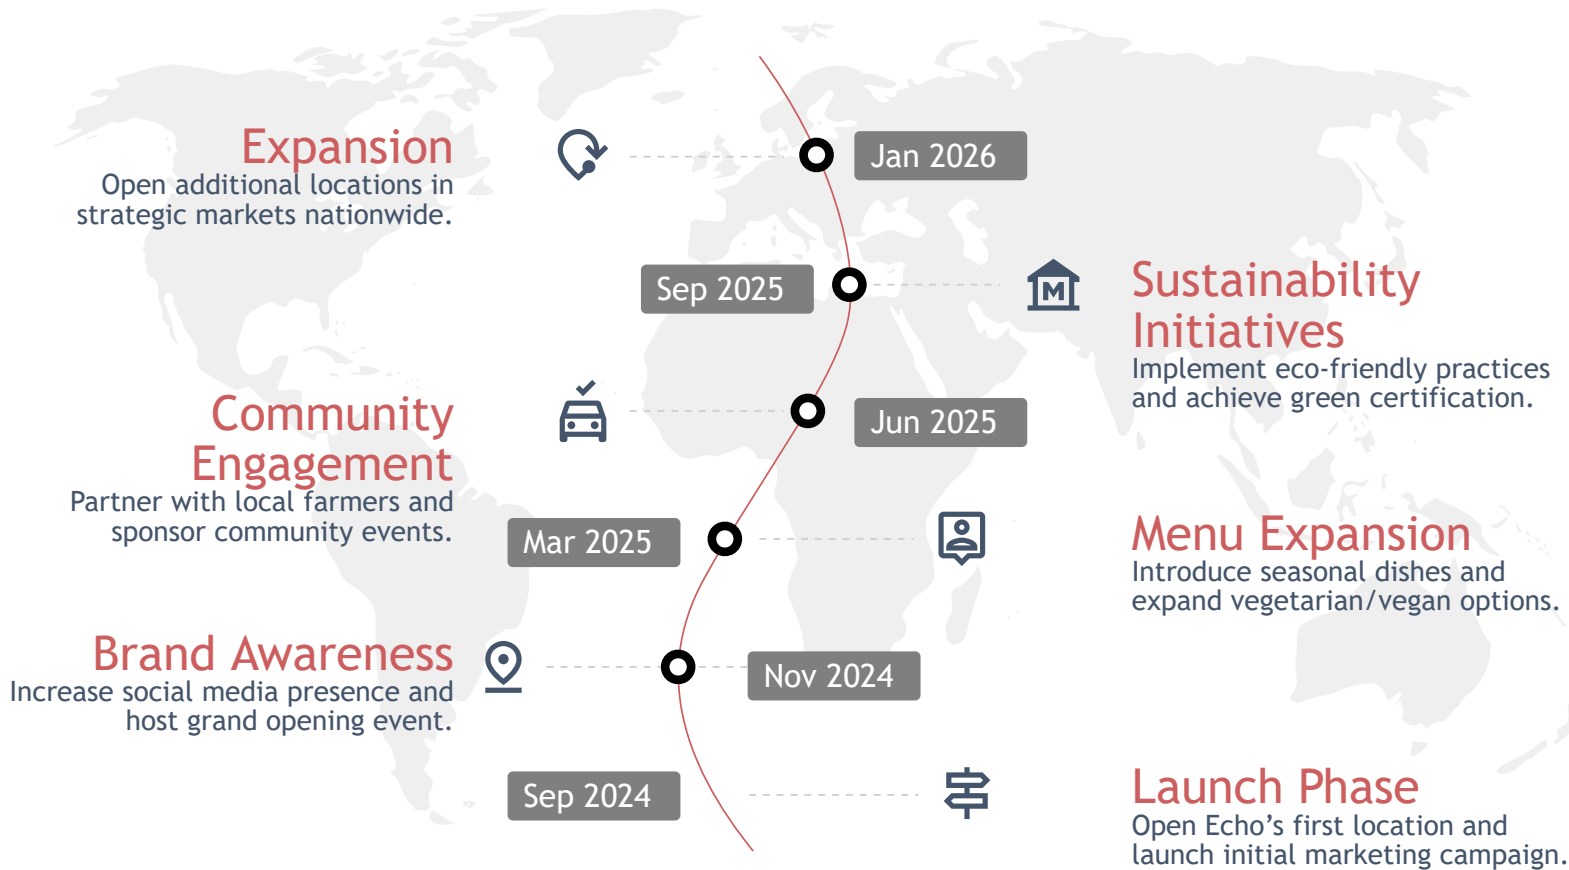 Expansion
Open additional locations in
strategic markets nationwide.
Jan 2026
Sep 2025
Sustainability
Initiatives
Implement eco-friendly practices
and achieve green certification.
Community
Engagement
Partner with local farmers and
sponsor community events.
Jun 2025
Mar 2025
Menu Expansion
Introduce seasonal dishes and
expand vegetarian/vegan options.
Brand Awareness
Increase social media presence and
host grand opening event.
Nov 2024
Sep 2024
Launch Phase
Open Echo’s first location and
launch initial marketing campaign.